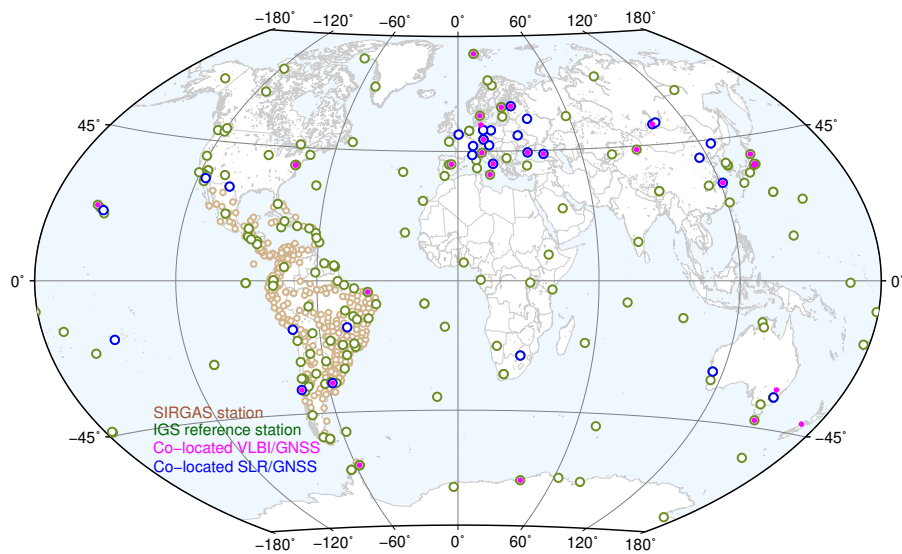 −180˚ −120˚ −60˚ 0˚ 60˚ 120˚ 180˚
45˚ 45˚
0˚ 0˚
SIRGAS station
IGS reference station
Co−located VLBI/GNSS
−45˚ −45˚
Co−located SLR/GNSS
−180˚ −120˚ −60˚ 0˚ 60˚ 120˚ 180˚